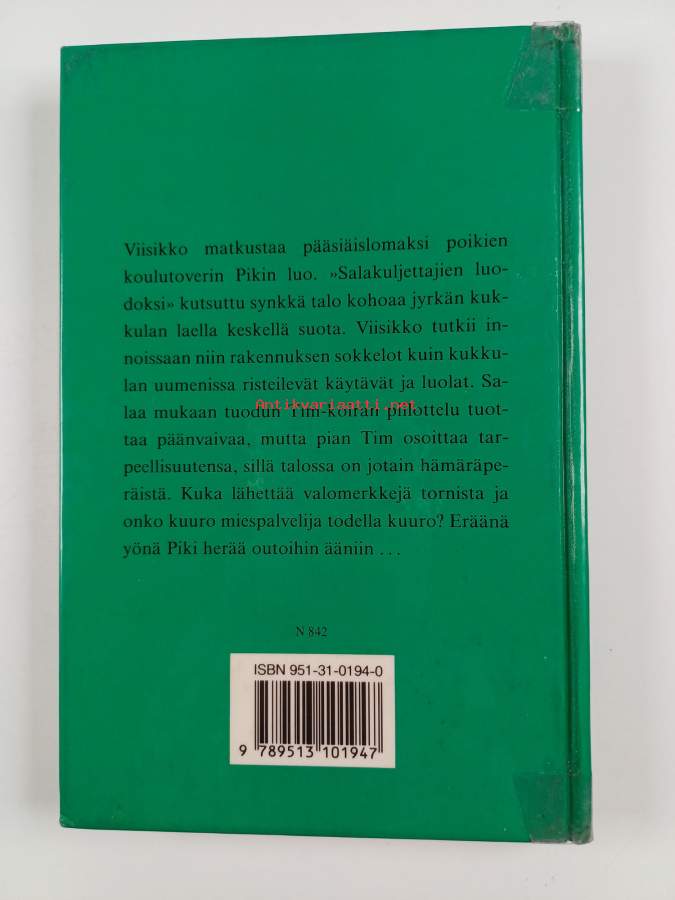 Viisikko matkustaa pääsiäislomaksi poikien
koulutoverin Pikin luo. »Salakuljettajien luo-
doksi» kutsuttu synkkä talo kohoaa jyrkän kuk-
kulan laella keskellä suota. Viisikko tutkii in-
noissaan niin rakennuksen sokkelot kuin kukku-
lan uumenissa risteilevät käytävät ja luolat. Sa-
laa mukaan tuodun Tim-koiran piilottelu tuot-
Antikvariaatti.net
taa päänvaivaa, mutta pian Tim osoittaa tar-
peellisuutensa, sillä talossa on jotain hämäräpe-
räistä. Kuka lähettää valomerkkejä tornista ja
onko kuuro miespalvelija todella kuuro? Eräänä
yönä Piki herää outoihin ääniin ...
N 842
ISBN 951-31-0194-0
9 789513 101947